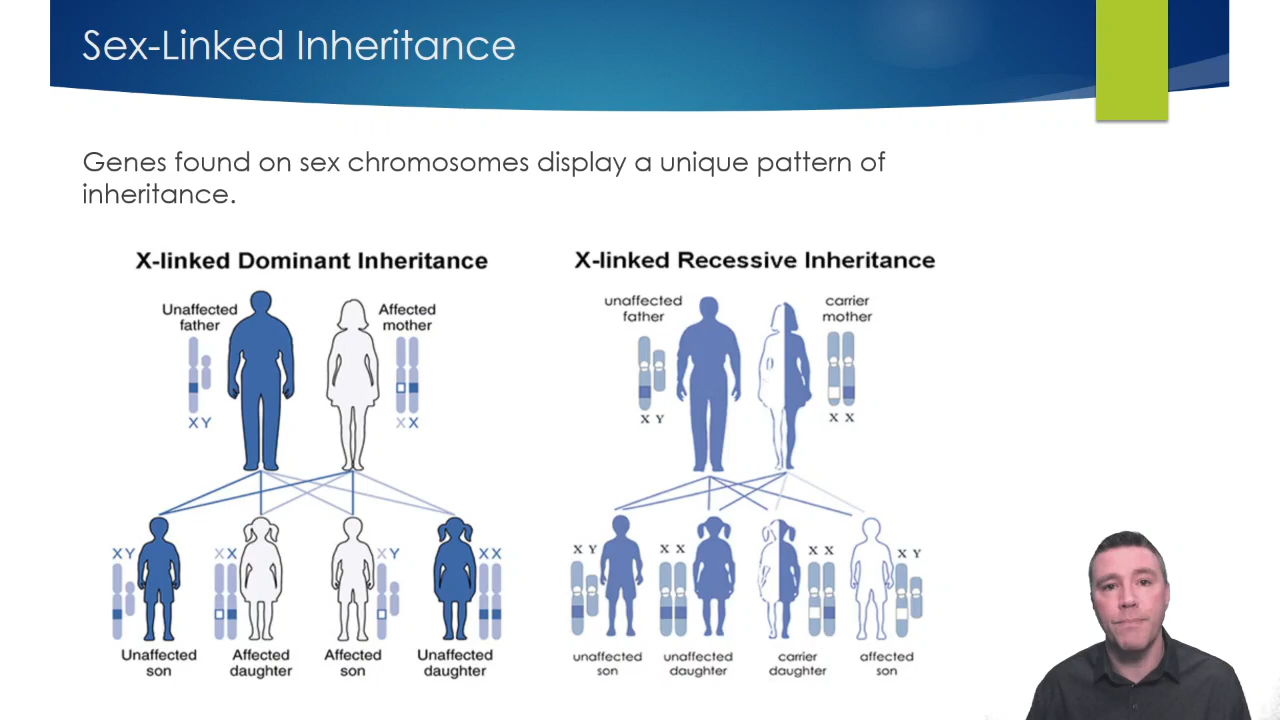 Sex-Linked Inheritance
Genes found on sex chromosomes display a unique pattern of
inheritance.
X-linked Dominant Inheritance
Unaffected
father
Affected
mother
X Y
X X
X Y
X X
X Y
X X
Unaffected
son
Affected
daughter
Affected
son
Unaffected
daughter
X-linked Recessive Inheritance
unaffected
father
carrier
mother
X Y
X X
X Y
X X
X X
X Y
unaffected
son
unaffected
daughter
carrier
daughter
affected
son